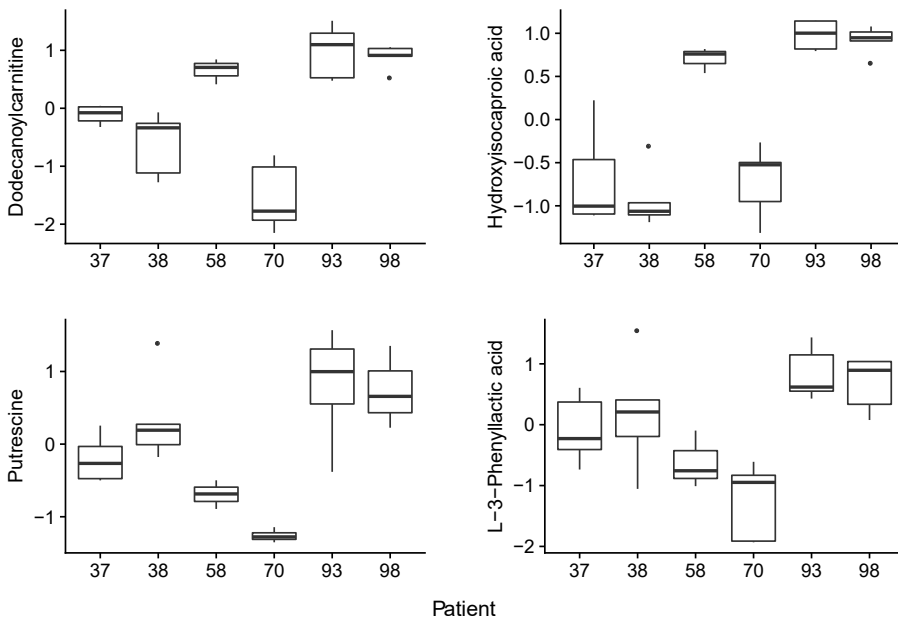 Dodecanoylcarnitine
1
0
−1
−2
37 38 58 70 93 98
Hydroxyisocaproic acid
1.0
0.5
0.0
−0.5
−1.0
37 38 58 70 93 98
Putrescine
1
0
−1
37 38 58 70 93 98
L−3−Phenyllactic acid
1
0
−1
−2
37 38 58 70 93 98
Patient